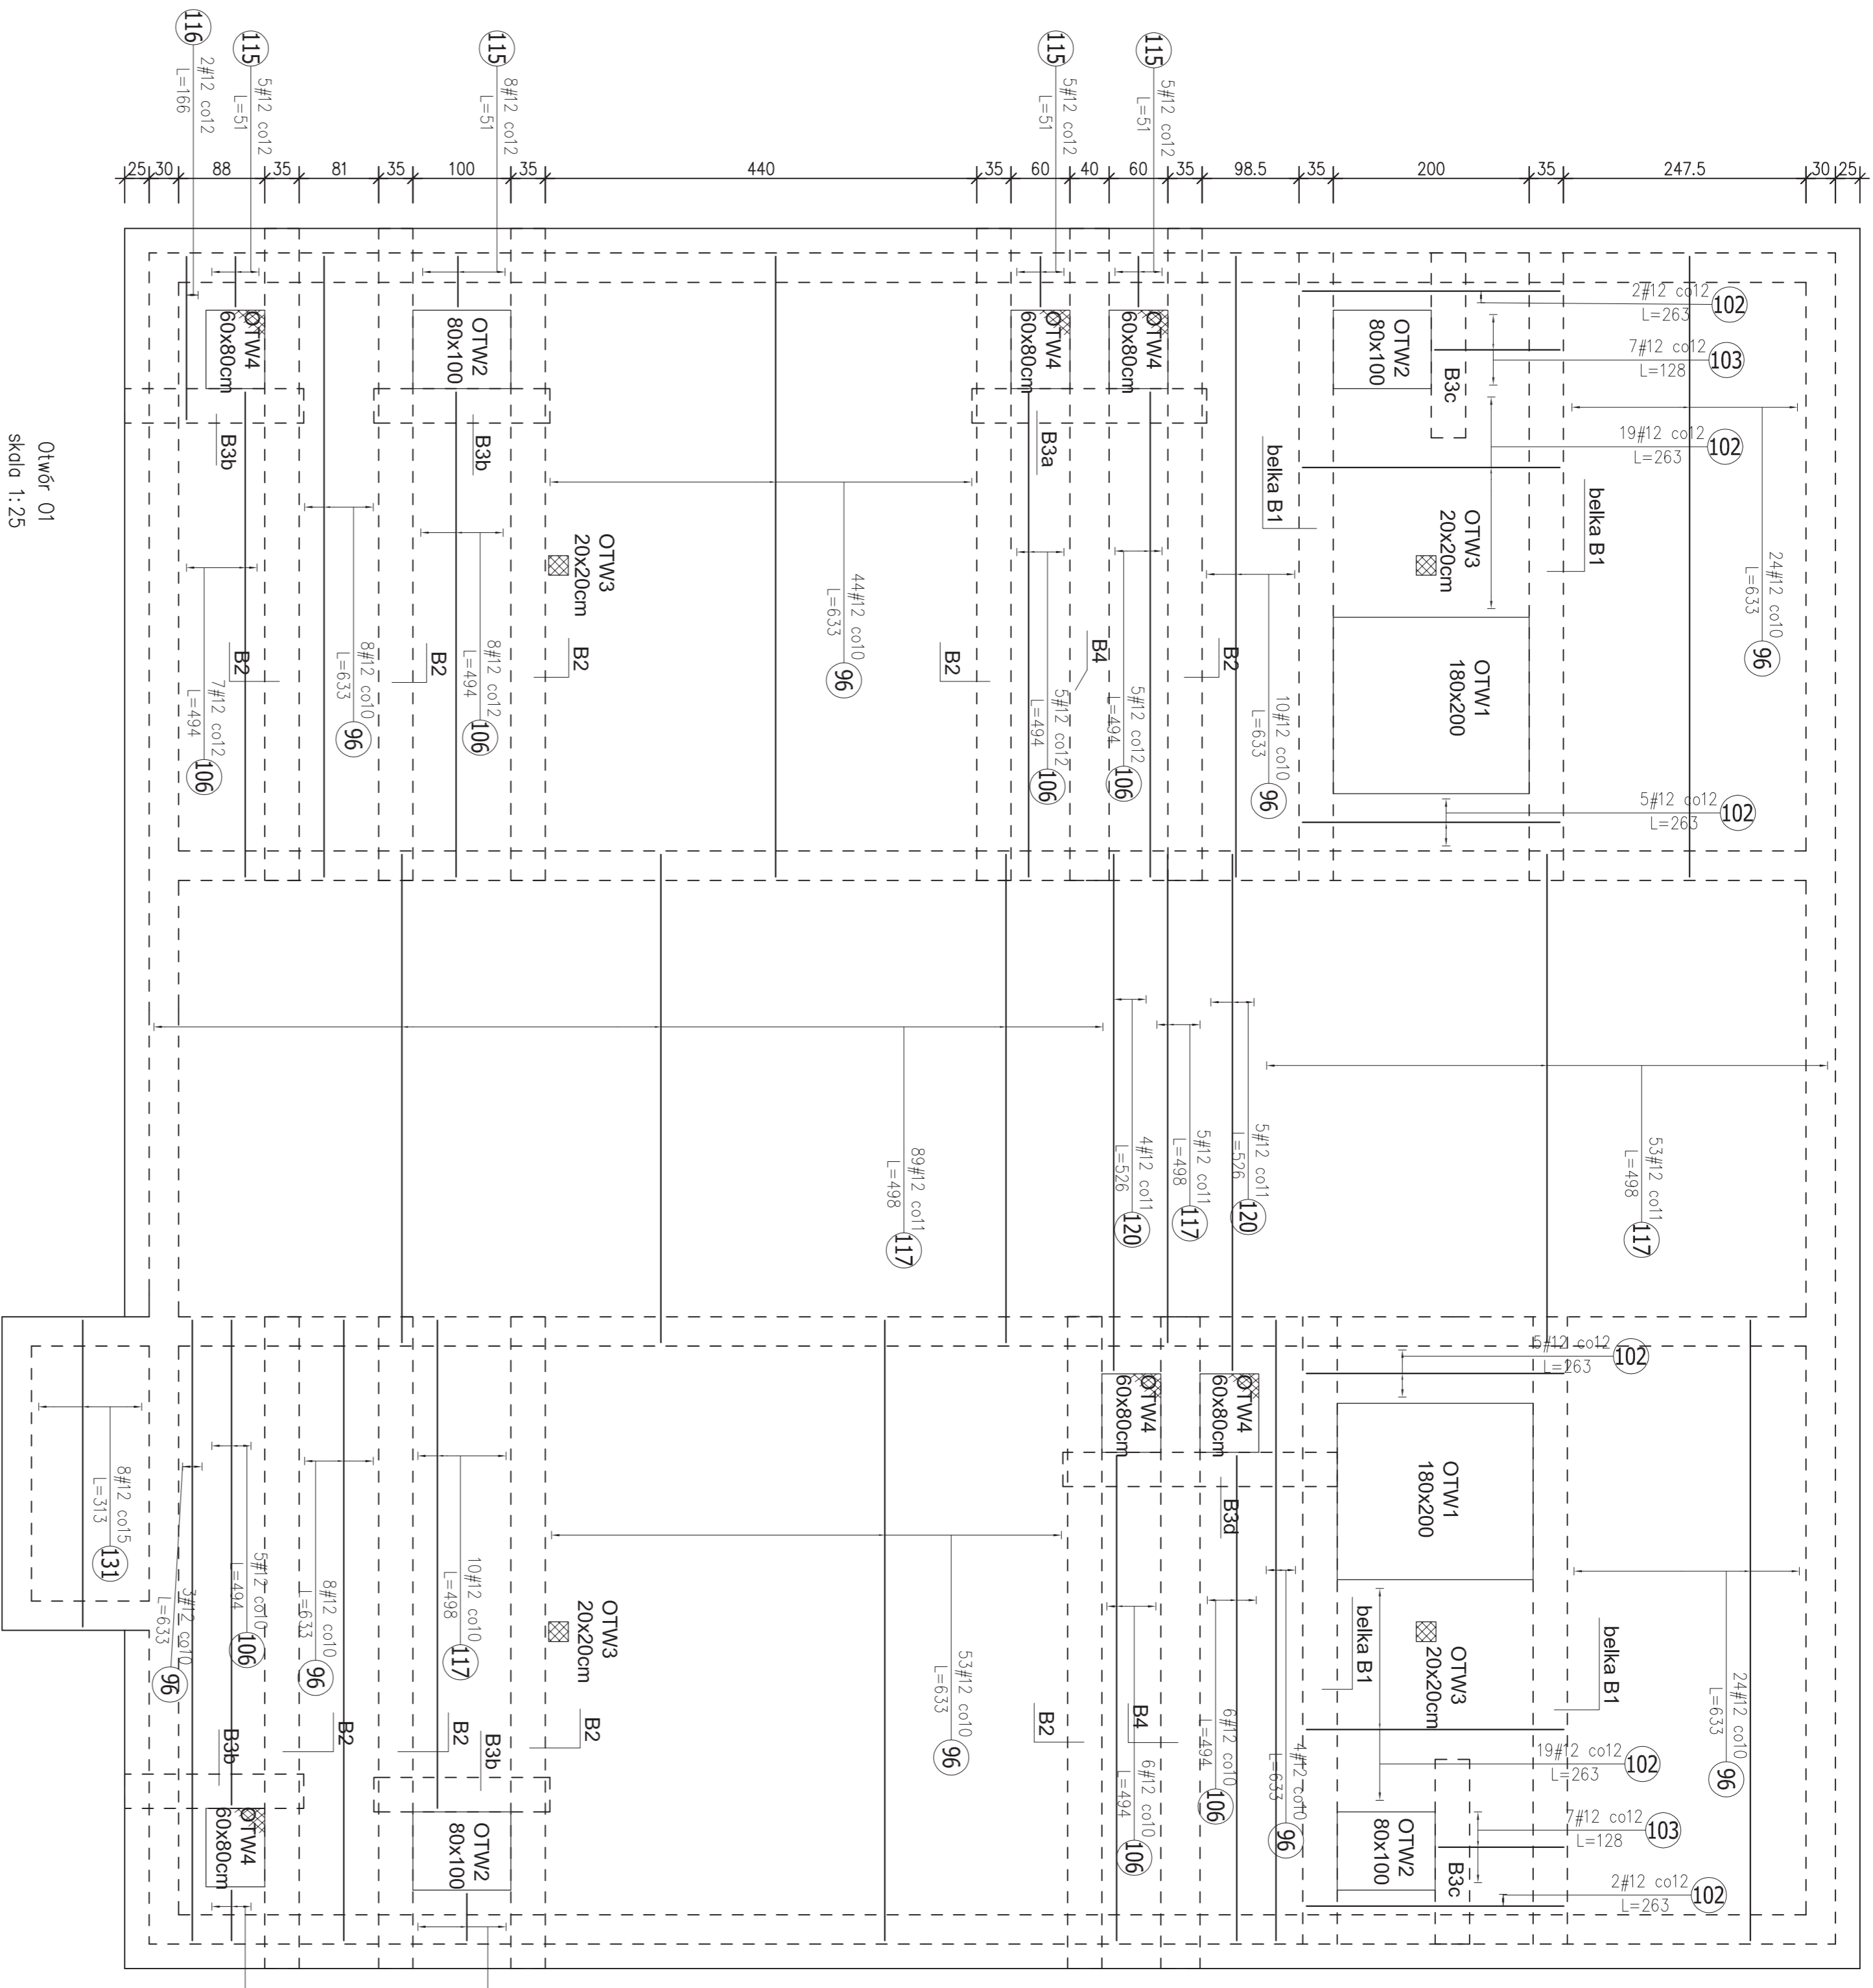 116
2#12 co12
L=166
115
5#12 co12
L=51
115
8#12 co12
L=51
115
5#12 co12
L=51
115
5#12 co12
L=51
25
30
88
35
81
35
100
35
440
35
60
40
60
35
98.5
35
200
35
247.5
30
25
OTW4
60x80cm
OTW2
80x100
OTW4
60x80cm
OTW4
60x80cm
OTW2
80x100
B3c
2#12 co12
L=263
102
7#12 co12
L=128
103
19#12 co12
L=263
102
B3b
B3b
B3a
belka B1
belka B1
OTW3
20x20cm
OTW3
20x20cm
OTW1
180x200
24#12 co10
L=633
96
44#12 co10
L=633
96
10#12 co10
L=633
96
B2
B2
B2
B2
B4
B2
7#12 co12
L=494
106
8#12 co10
L=633
96
8#12 co12
L=494
106
5#12 co12
L=494
106
5#12 co12
L=494
106
5#12 co12
L=263
102
Otwór 01
skala 1:25
89#12 co11
L=498
117
4#12 co11
L=526
120
5#12 co11
L=498
117
5#12 co11
L=526
120
53#12 co11
L=498
117
5#12 co12
L=263
102
OTW4
60x80cm
OTW4
60x80cm
OTW1
180x200
B3d
8#12 co15
L=313
131
3#12 co10
L=633
96
5#12 co10
L=494
106
8#12 co10
L=633
96
10#12 co10
L=498
117
OTW3
20x20cm
53#12 co10
L=633
96
6#12 co10
L=494
106
6#12 co10
L=494
106
4#12 co10
L=633
96
belka B1
OTW3
20x20cm
belka B1
24#12 co10
L=633
96
B3b
B2
B2
B3b
B2
B2
B4
19#12 co12
L=263
102
7#12 co12
L=128
103
2#12 co12
L=263
102
OTW4
60x80cm
OTW2
80x100
OTW2
80x100
B3c